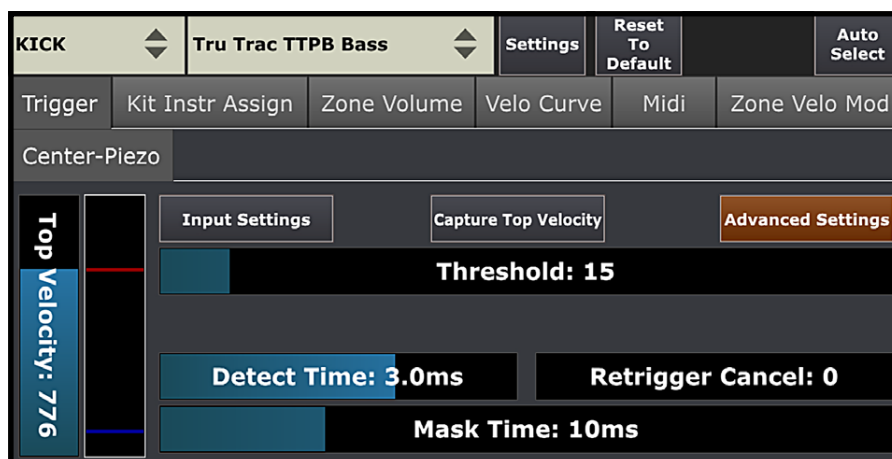 KICK
Tru Trac TTPB Bass
Settings
Reset
To
Default
Auto
Select
Trigger
Kit Instr Assign
Zone Volume
Velo Curve
Midi
Zone Velo Mod
Center-Piezo
Top Velocity: 776
Input Settings
Capture Top Velocity
Advanced Settings
Threshold: 15
Detect Time: 3.0ms
Retrigger Cancel: 0
Mask Time: 10ms